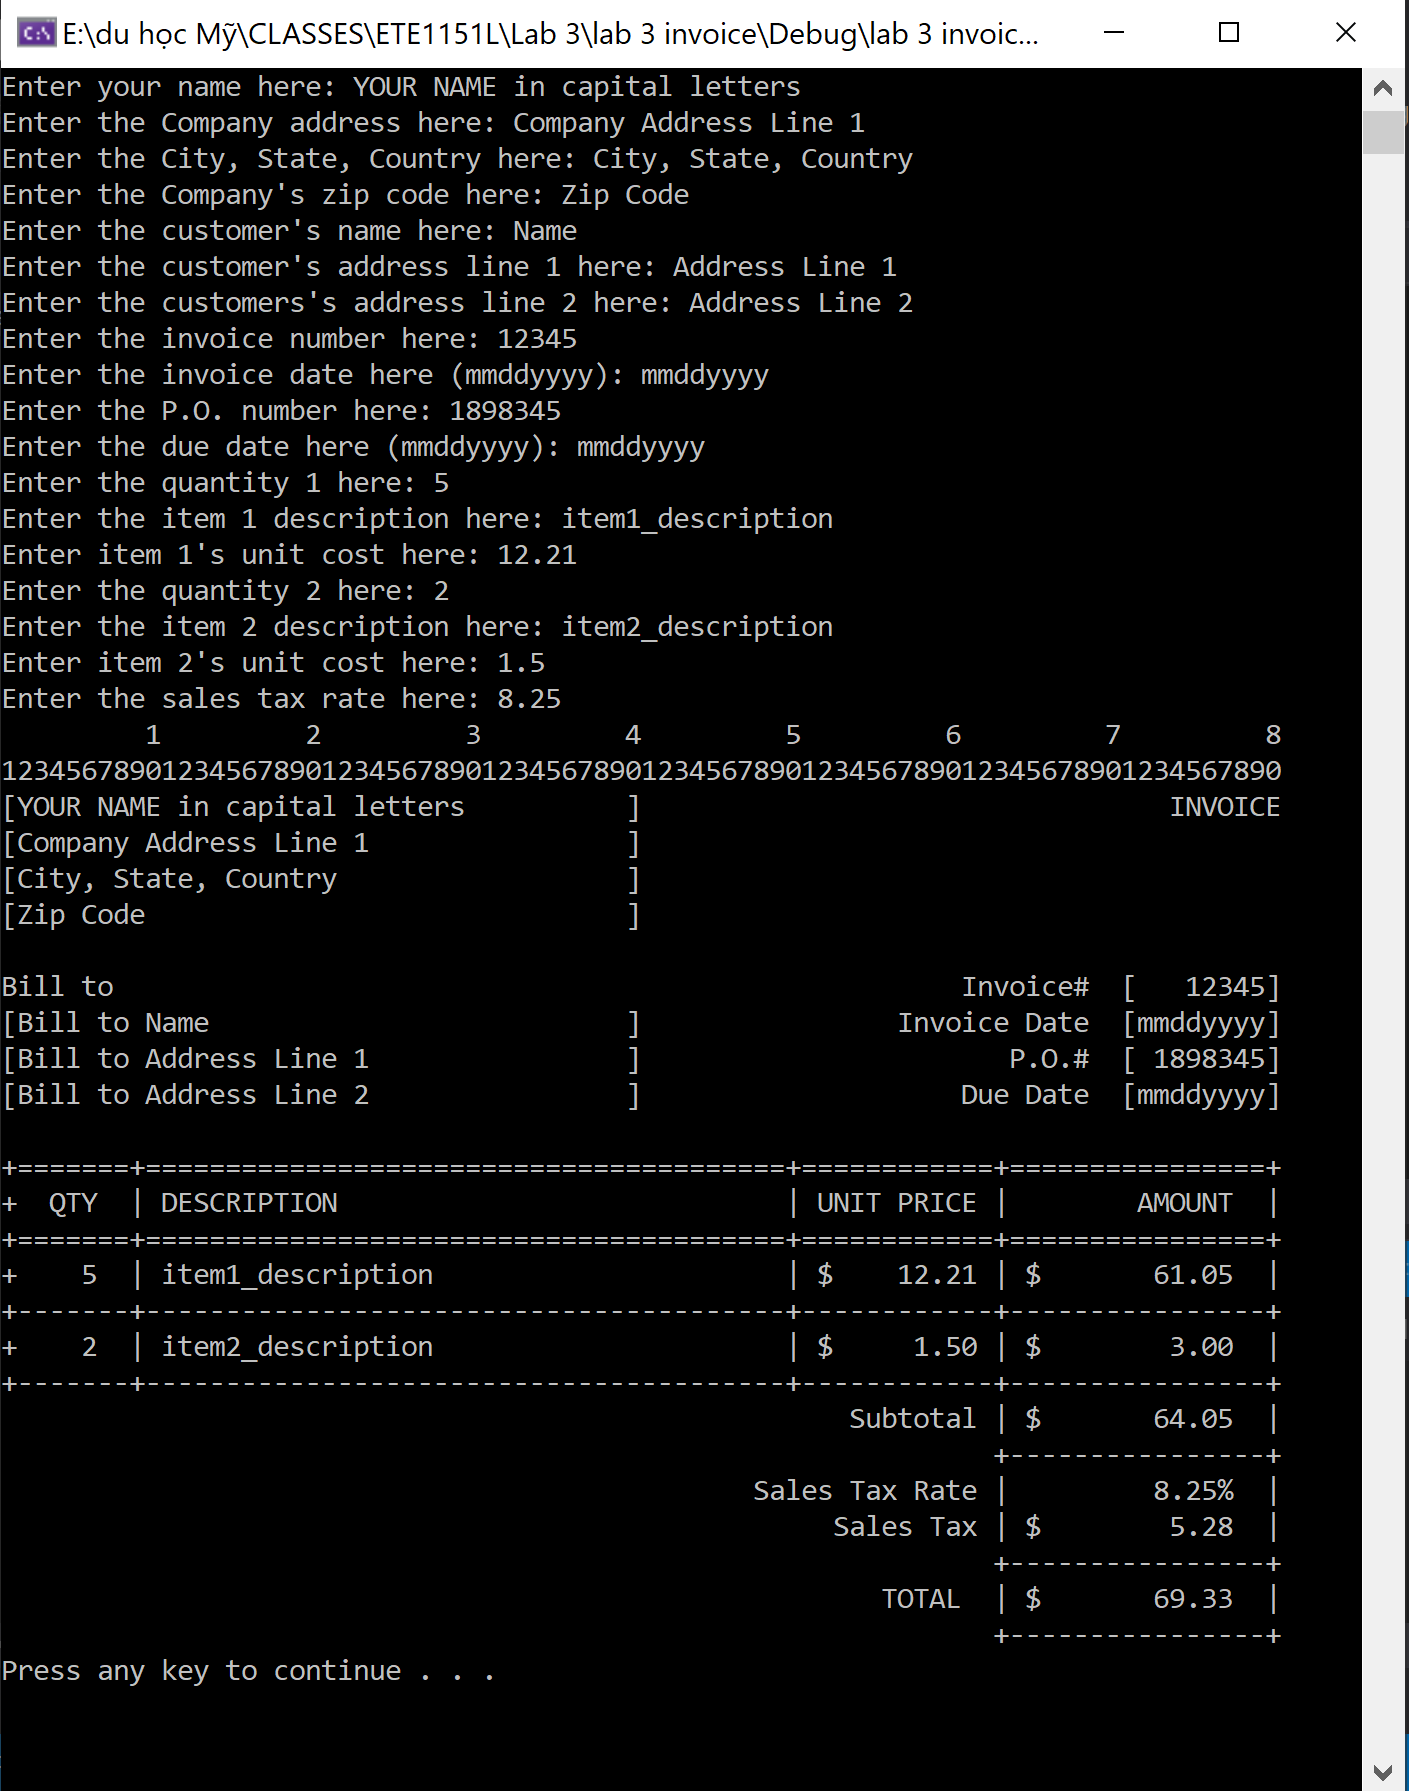 E:\du học Mỹ\CLASSES\ETE1151L\Lab 3\lab 3 invoice\Debug\lab 3 invoic...
Enter your name here: YOUR NAME in capital letters
Enter the Company address here: Company Address Line 1
Enter the City, State, Country here: City, State, Country
Enter the Company's zip code here: Zip Code
Enter the customer's name here: Name
Enter the customer's address line 1 here: Address Line 1
Enter the customers's address line 2 here: Address Line 2
Enter the invoice number here: 12345
Enter the invoice date here (mmddyyyy): mmddyyyy
Enter the P.O. number here: 1898345
Enter the due date here (mmddyyyy): mmddyyyy
Enter the quantity 1 here: 5
Enter the item 1 description here: item1_description
Enter item 1's unit cost here: 12.21
Enter the quantity 2 here: 2
Enter the item 2 description here: item2_description
Enter item 2's unit cost here: 1.5
Enter the sales tax rate here: 8.25
         1         2         3         4         5         6         7         8
12345678901234567890123456789012345678901234567890123456789012345678901234567890
[YOUR NAME in capital letters          ]                                 INVOICE
[Company Address Line 1                ]
[City, State, Country                  ]
[Zip Code                              ]

Bill to                                                     Invoice#  [   12345]
[Bill to Name                          ]                Invoice Date  [mmddyyyy]
[Bill to Address Line 1                ]                       P.O.#  [ 1898345]
[Bill to Address Line 2                ]                    Due Date  [mmddyyyy]

+=======+========================================+============+================+
+  QTY  | DESCRIPTION                            | UNIT PRICE |        AMOUNT  |
+=======+========================================+============+================+
+    5  | item1_description                      | $    12.21 | $       61.05  |
+-------+----------------------------------------+------------+----------------+
+    2  | item2_description                      | $     1.50 | $        3.00  |
+-------+----------------------------------------+------------+----------------+
                                                     Subtotal | $       64.05  |
                                                              +----------------+
                                               Sales Tax Rate |         8.25%  |
                                                    Sales Tax | $        5.28  |
                                                              +----------------+
                                                       TOTAL  | $       69.33  |
                                                              +----------------+
Press any key to continue . . .